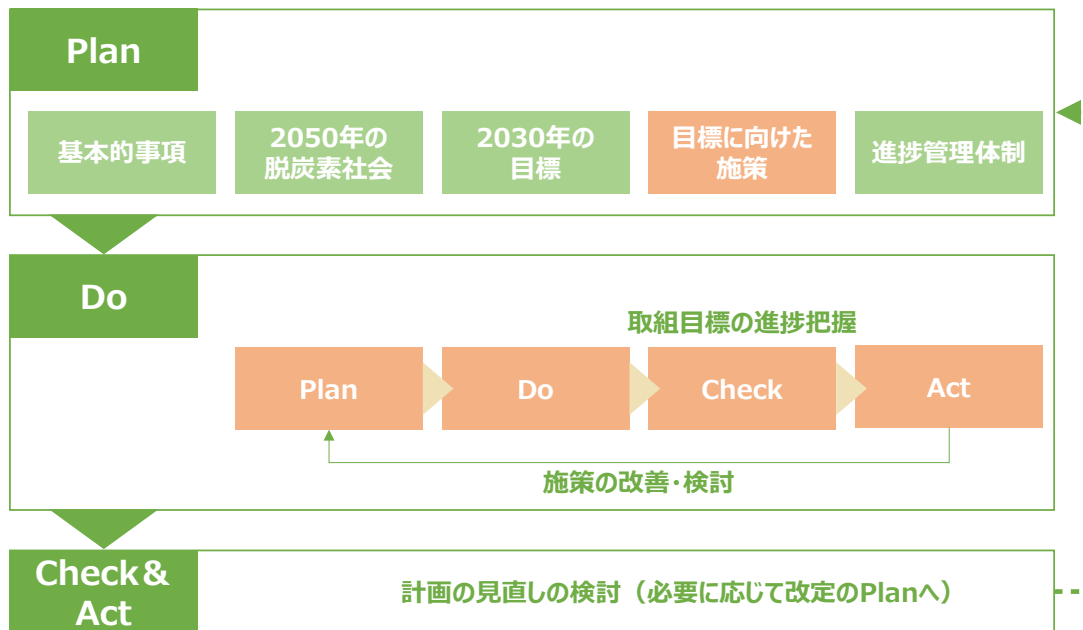 Plan
基本的事項
2050年の
脱炭素社会
2030年の
目標
目標に向けた
施策
進捗管理体制
Do
取組目標の進捗把握
Plan
Do
Check
Act
施策の改善・検討
Check&
Act
計画の見直しの検討（必要に応じて改定のPlanへ）